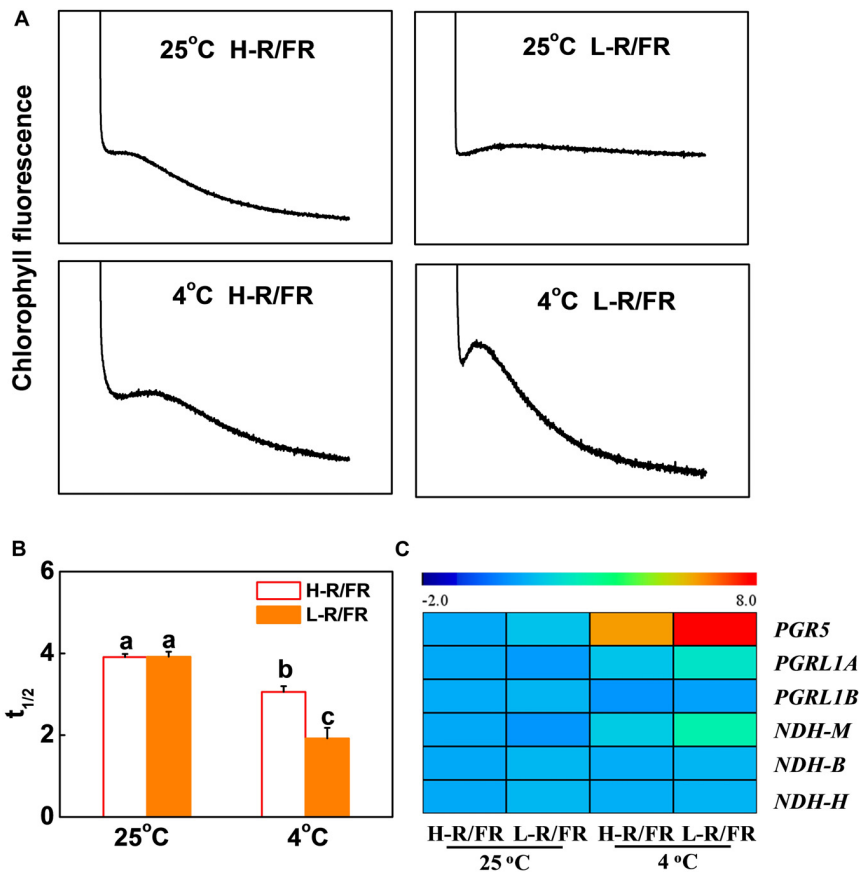 A
25°C H-R/FR
25°C L-R/FR
Chlorophyll fluorescence
4°C H-R/FR
4°C L-R/FR
B
6
4
2
0
t1/2
H-R/FR
L-R/FR
a
a
b
c
25°C
4°C
C
-2.0 8.0
PGR5
PGRL1A
PGRL1B
NDH-M
NDH-B
NDH-H
H-R/FR L-R/FR H-R/FR L-R/FR
25 °C 4 °C